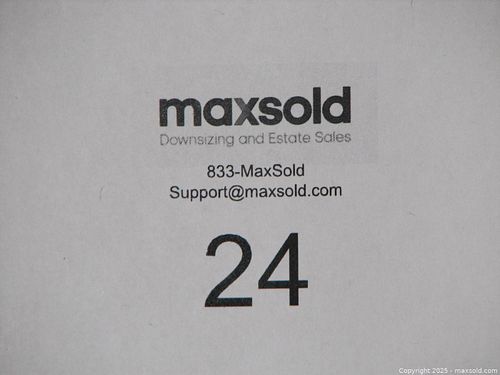 maxsold
Downsizing and Estate Sales
833-MaxSold
Support@maxsold.com
24
Copyright 2025 - maxsold.com